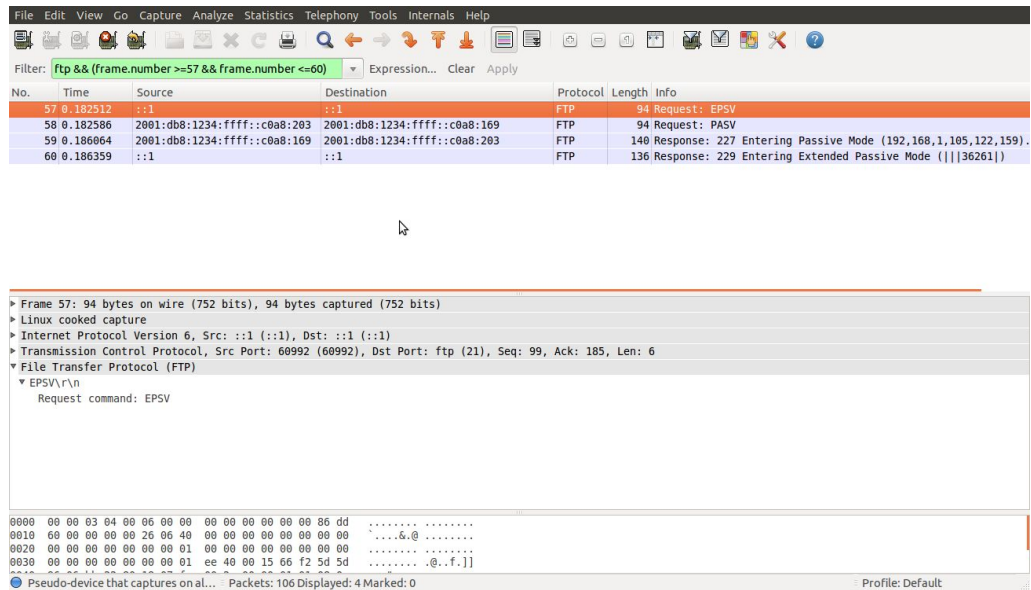 File Edit View Go Capture Analyze Statistics Telephony Tools Internals Help
Filter: ftp && (frame.number >=57 && frame.number <=60) Expression... Clear Apply
No. Time Source Destination Protocol Length Info
57 0.182512 ::1 ::1 FTP 94 Request: EPSV
58 0.182586 2001:db8:1234:ffff::c0a8:203 2001:db8:1234:ffff::c0a8:169 FTP 94 Request: PASV
59 0.186064 2001:db8:1234:ffff::c0a8:169 2001:db8:1234:ffff::c0a8:203 FTP 140 Response: 227 Entering Passive Mode (192,168,1,105,122,159).
60 0.186359 ::1 ::1 FTP 136 Response: 229 Entering Extended Passive Mode (|||36261|)
Frame 57: 94 bytes on wire (752 bits), 94 bytes captured (752 bits)
Linux cooked capture
Internet Protocol Version 6, Src: ::1 (::1), Dst: ::1 (::1)
Transmission Control Protocol, Src Port: 60992 (60992), Dst Port: ftp (21), Seq: 99, Ack: 185, Len: 6
File Transfer Protocol (FTP)
EPSV\r\n
Request command: EPSV
0000 00 00 03 04 00 06 00 00 00 00 00 00 00 00 86 dd ........ ........
0010 60 00 00 00 00 26 06 40 00 00 00 00 00 00 00 00 `....&.@ ........
0020 00 00 00 00 00 00 00 01 00 00 00 00 00 00 00 00 ........ ........
0030 00 00 00 00 00 00 00 01 ee 40 00 15 66 f2 5d 5d ........ .@..f.]]
Pseudo-device that captures on al... Packets: 106 Displayed: 4 Marked: 0 Profile: Default